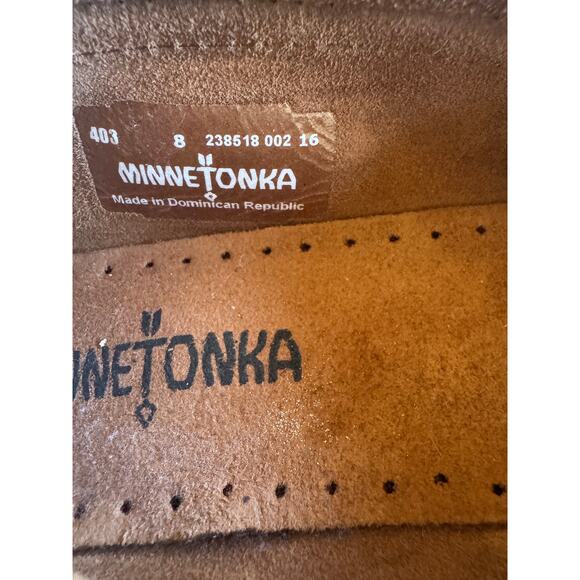 403 8 238518 002 16
MINNETONKA
Made in Dominican Republic
NNETONKA